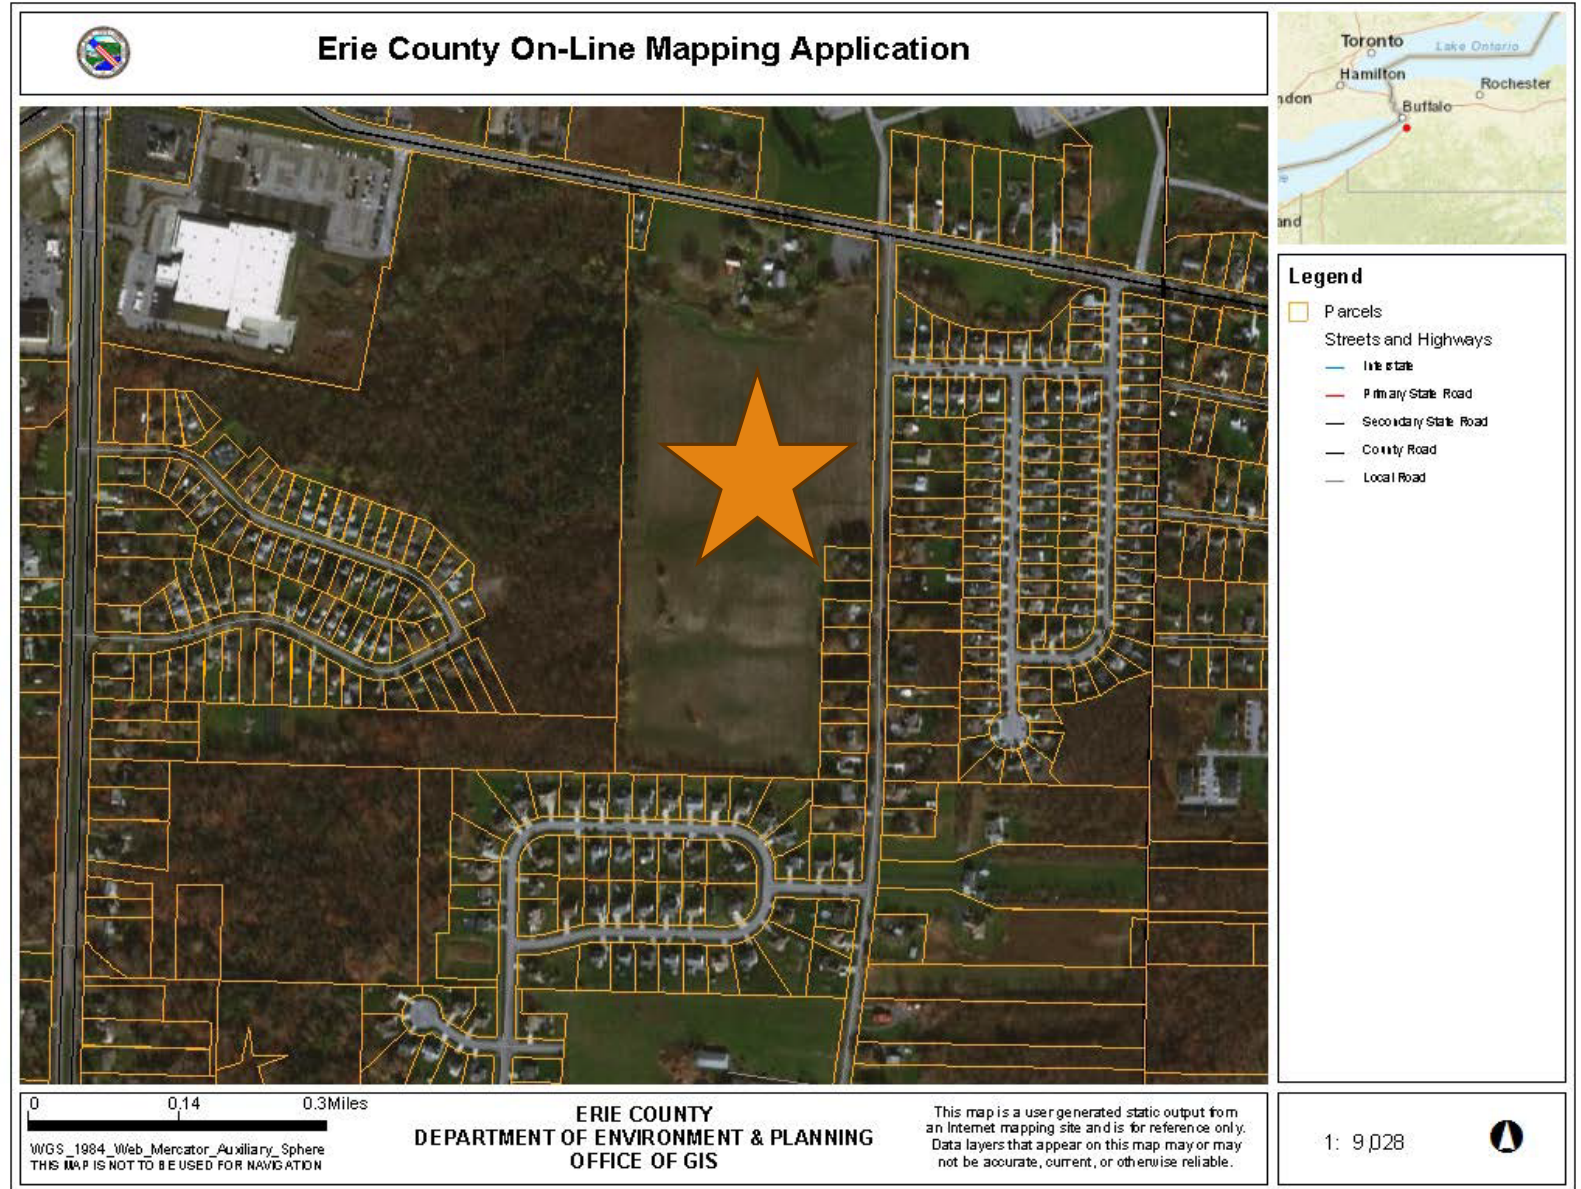 Erie County On-Line Mapping Application
Toronto
Lake Ontario
Hamilton
Rochester
ndon
Buffalo
and
Legend
Parcels
Streets and Highways
Interstate
Primary State Road
Secondary State Road
County Road
Local Road
0 0.14 0.3Miles
WGS_1984_Web_Mercator_Auxiliary_Sphere
THIS MAP IS NOT TO BE USED FOR NAVIGATION
ERIE COUNTY
DEPARTMENT OF ENVIRONMENT & PLANNING
OFFICE OF GIS
This map is a user generated static output from
an Internet mapping site and is for reference only.
Data layers that appear on this map may or may
not be accurate, current, or otherwise reliable.
1: 9,028